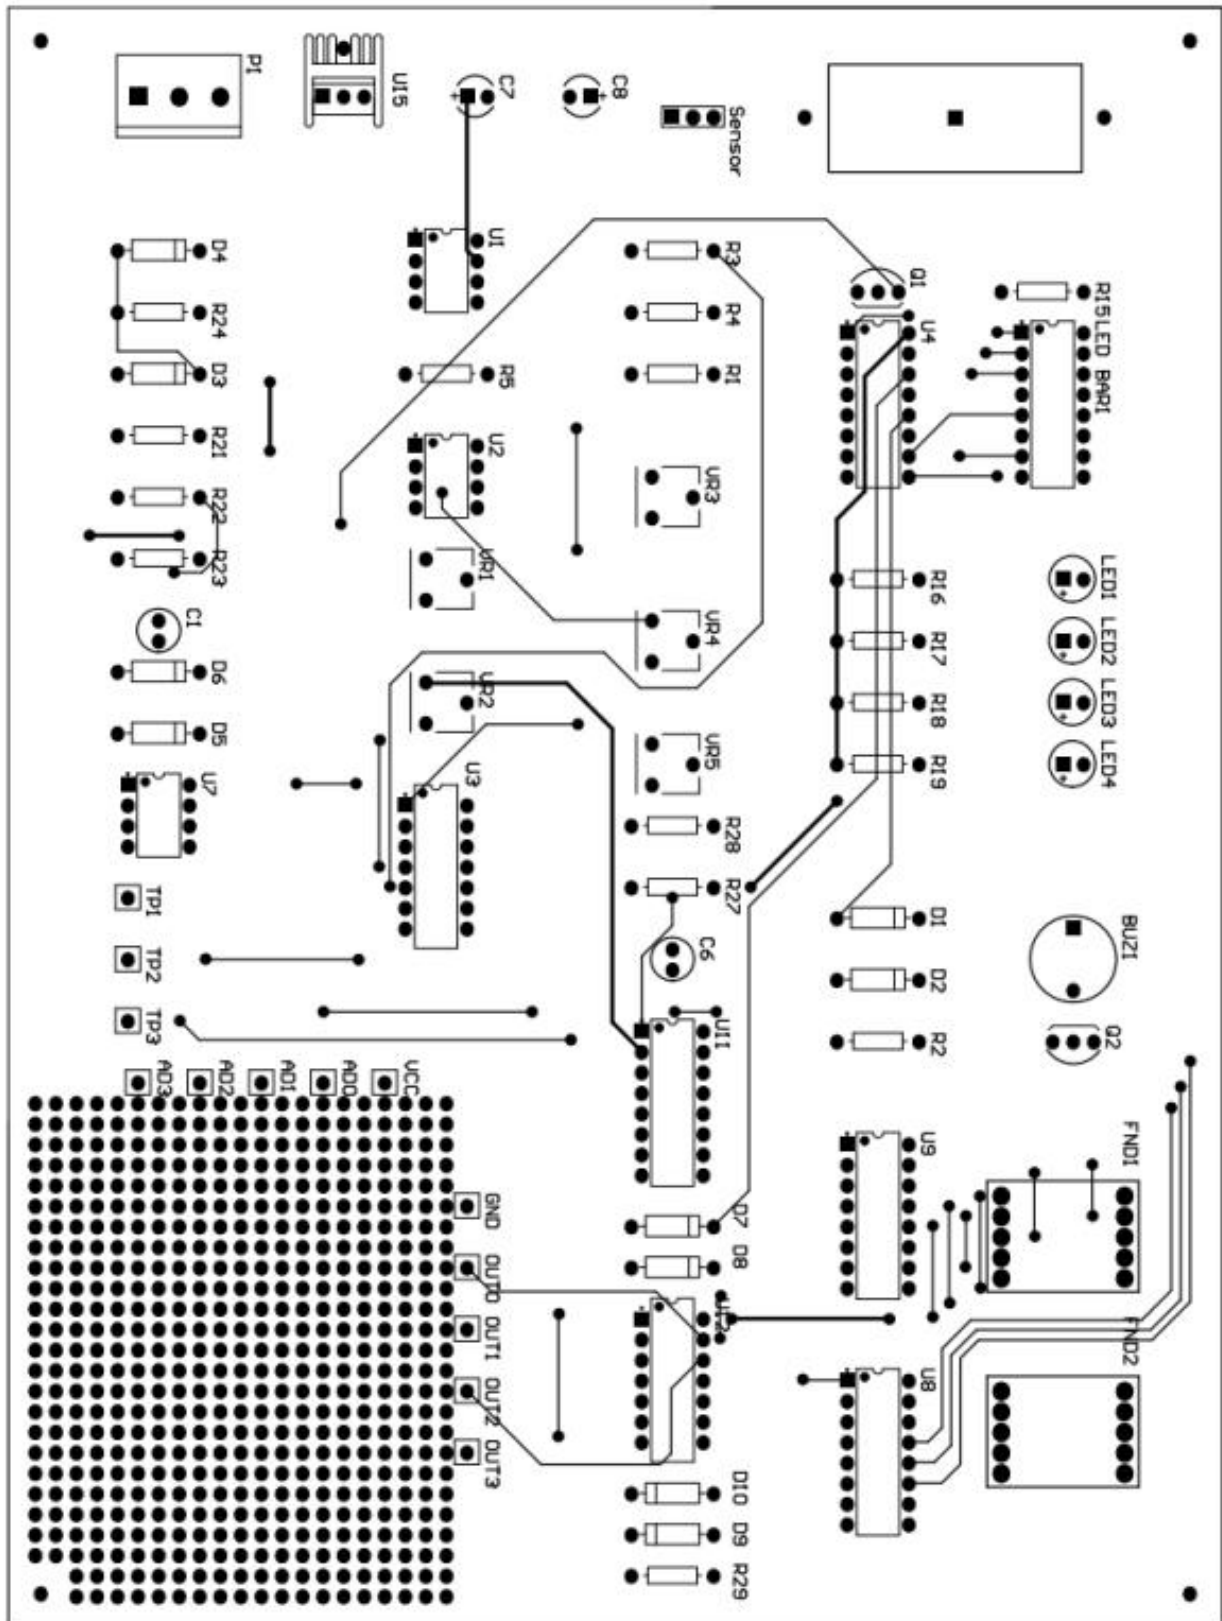 P1
U15
C7
C8
Sensor
D4
U1
R3
Q1
R15
R24
R4
U4
LED BAR1
D3
R5
R1
R21
U2
R22
VR3
R23
VR1
R16
LED1
C1
VR4
R17
LED2
D6
VR2
R18
LED3
D5
VR5
R19
LED4
U7
U3
R28
TP1
R27
D1
BUZ1
TP2
C6
D2
TP3
U11
R2
Q2
AD3
AD2
AD1
AD0
VCC
U9
FND1
GND
D7
OUT0
D8
OUT1
FND2
OUT2
U8
OUT3
D10
D9
R29